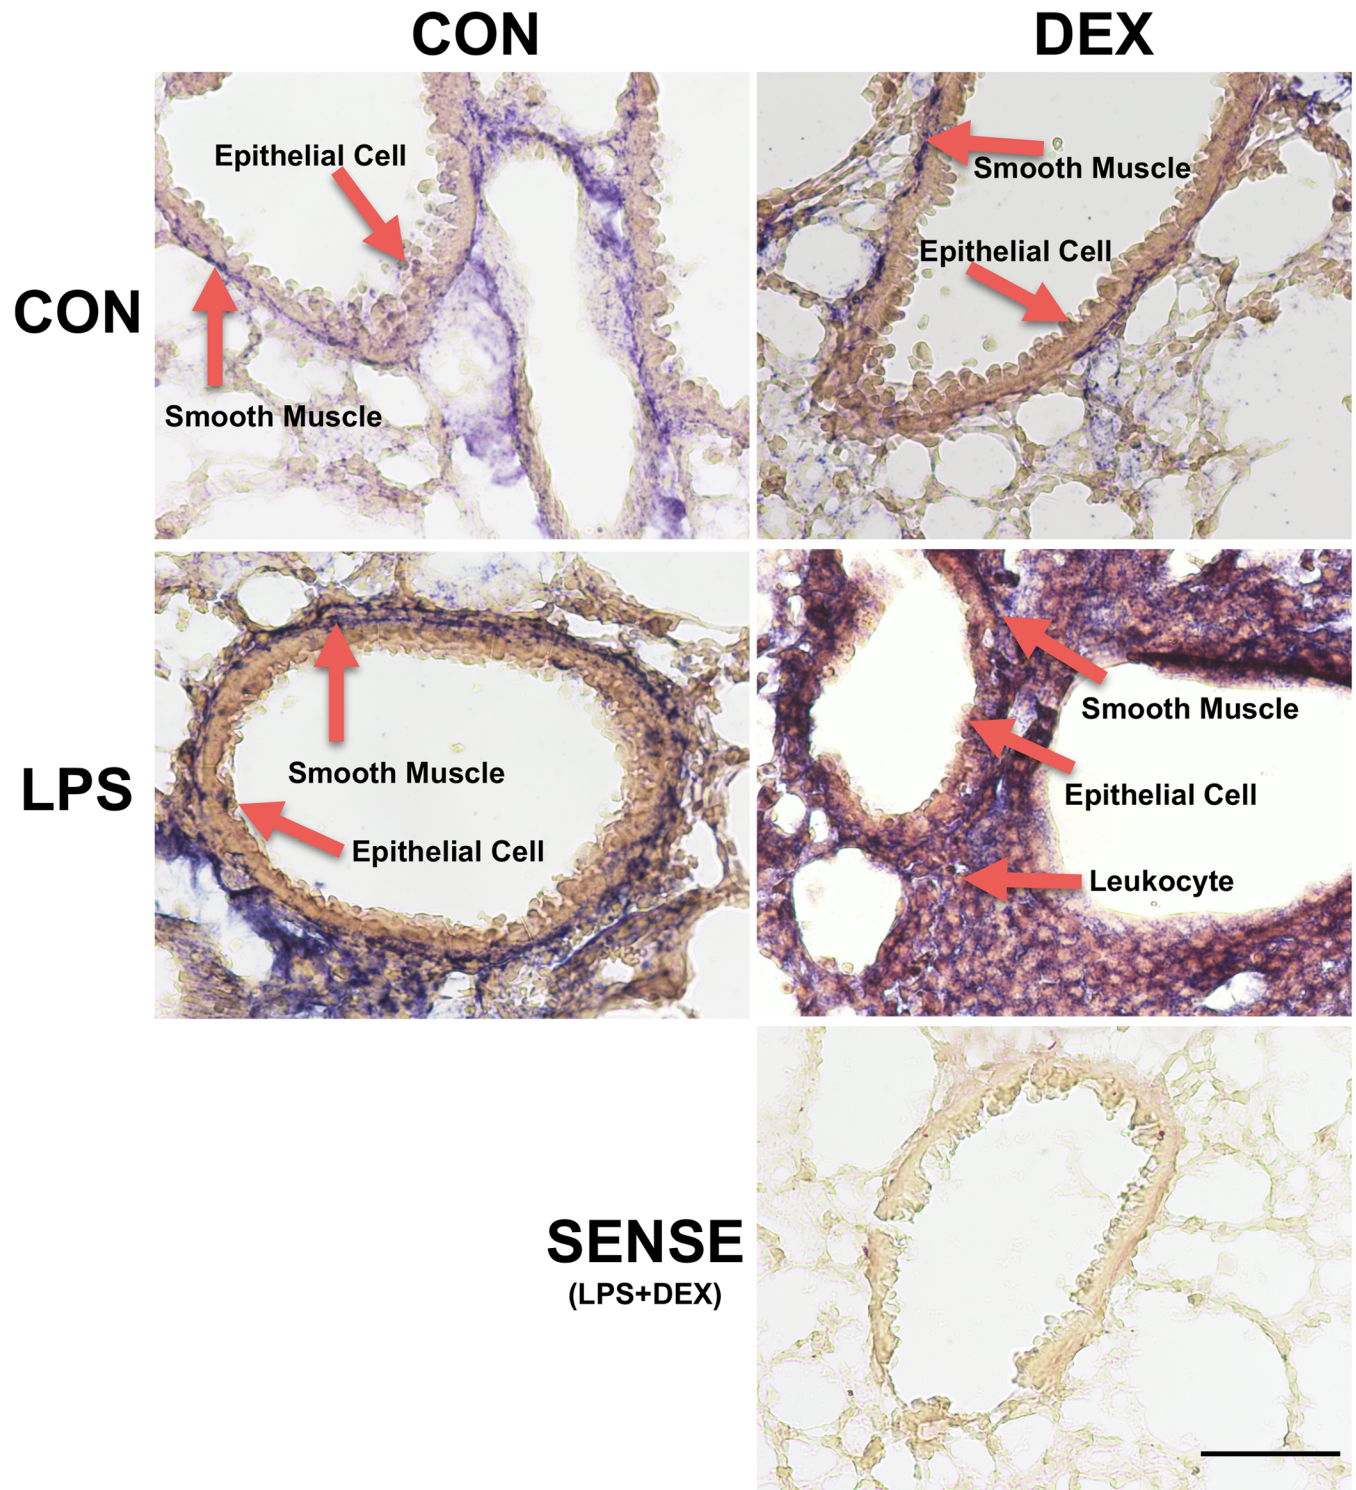 CON
DEX
CON
Epithelial Cell
Smooth Muscle
Smooth Muscle
Epithelial Cell
LPS
Smooth Muscle
Epithelial Cell
Smooth Muscle
Epithelial Cell
Leukocyte
SENSE
(LPS+DEX)